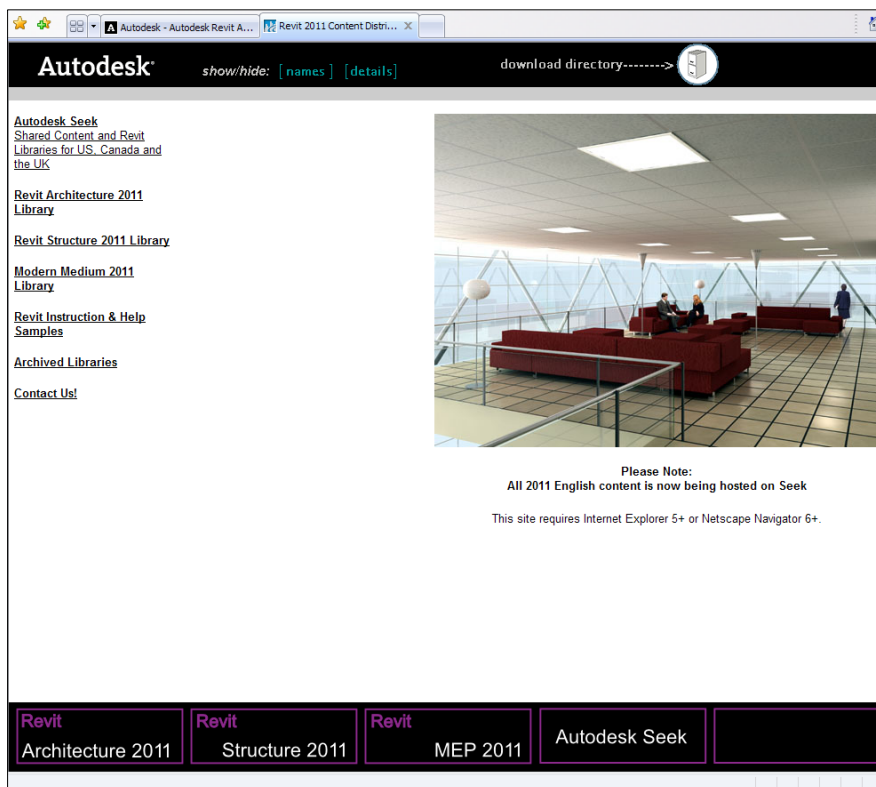 Autodesk - Autodesk Revit A...
Revit 2011 Content Distri...
Autodesk
show/hide: [ names ] [details]
download directory-------->
Autodesk Seek
Shared Content and Revit
Libraries for US, Canada and
the UK
Revit Architecture 2011
Library
Revit Structure 2011 Library
Modern Medium 2011
Library
Revit Instruction & Help
Samples
Archived Libraries
Contact Us!
Please Note:
All 2011 English content is now being hosted on Seek
This site requires Internet Explorer 5+ or Netscape Navigator 6+.
Revit
Architecture 2011
Revit
Structure 2011
Revit
MEP 2011
Autodesk Seek